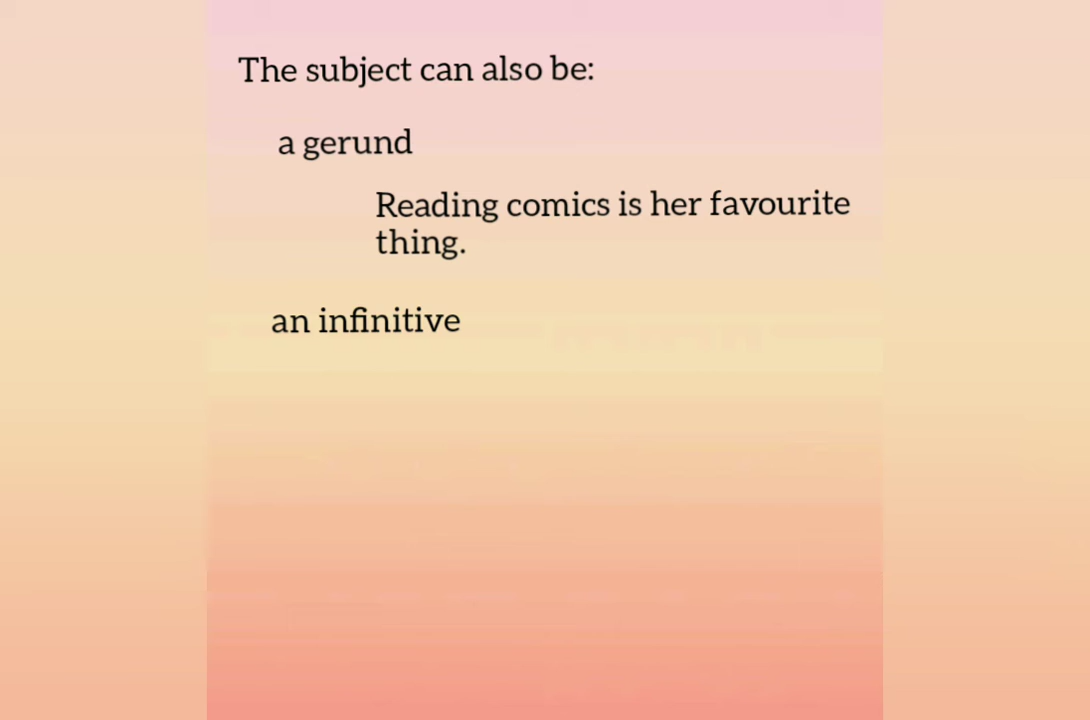 The subject can also be:
a gerund
Reading comics is her favourite
thing.
an infinitive